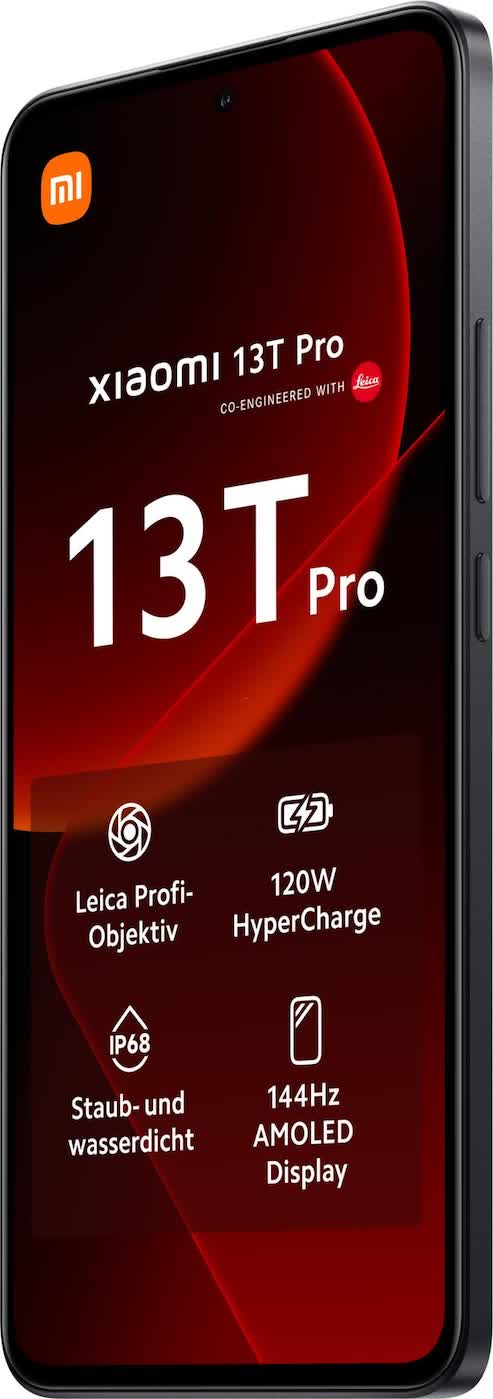 mi
xiaomi 13T Pro
CO-ENGINEERED WITH Leica
13T Pro
Leica Profi-
Objektiv
120W
HyperCharge
IP68
Staub- und
wasserdicht
144Hz
AMOLED
Display